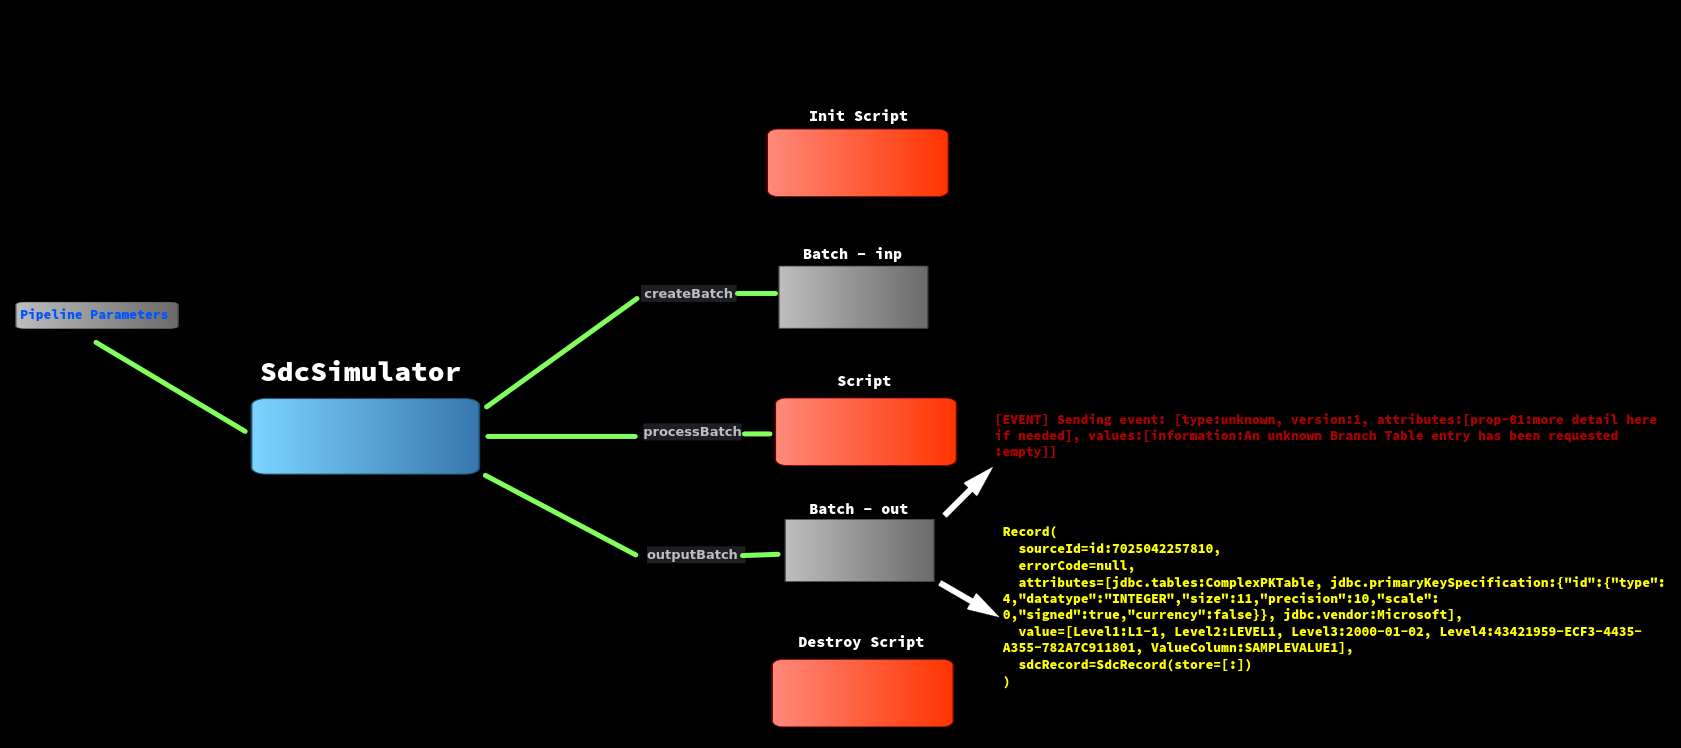 Init Script
Batch - inp
createBatch
Pipeline Parameters
SdcSimulator
Script
processBatch
[EVENT] Sending event: [type:unknown, version:1, attributes:[prop-01:more detail here
if needed], values:[information:An unknown Branch Table entry has been requested
:empty]]
Batch - out
outputBatch
Record(
  sourceId=id:7025042257810,
  errorCode=null,
  attributes=[jdbc.tables:ComplexPKTable, jdbc.primaryKeySpecification:{"id":{"type":
4,"datatype":"INTEGER","size":11,"precision":10,"scale":
0,"signed":true,"currency":false}}, jdbc.vendor:Microsoft],
  value=[Level1:L1-1, Level2:LEVEL1, Level3:2000-01-02, Level4:43421959-ECF3-4435-
A355-782A7C911801, ValueColumn:SAMPLEVALUE1],
  sdcRecord=SdcRecord(store=[:])
)
Destroy Script